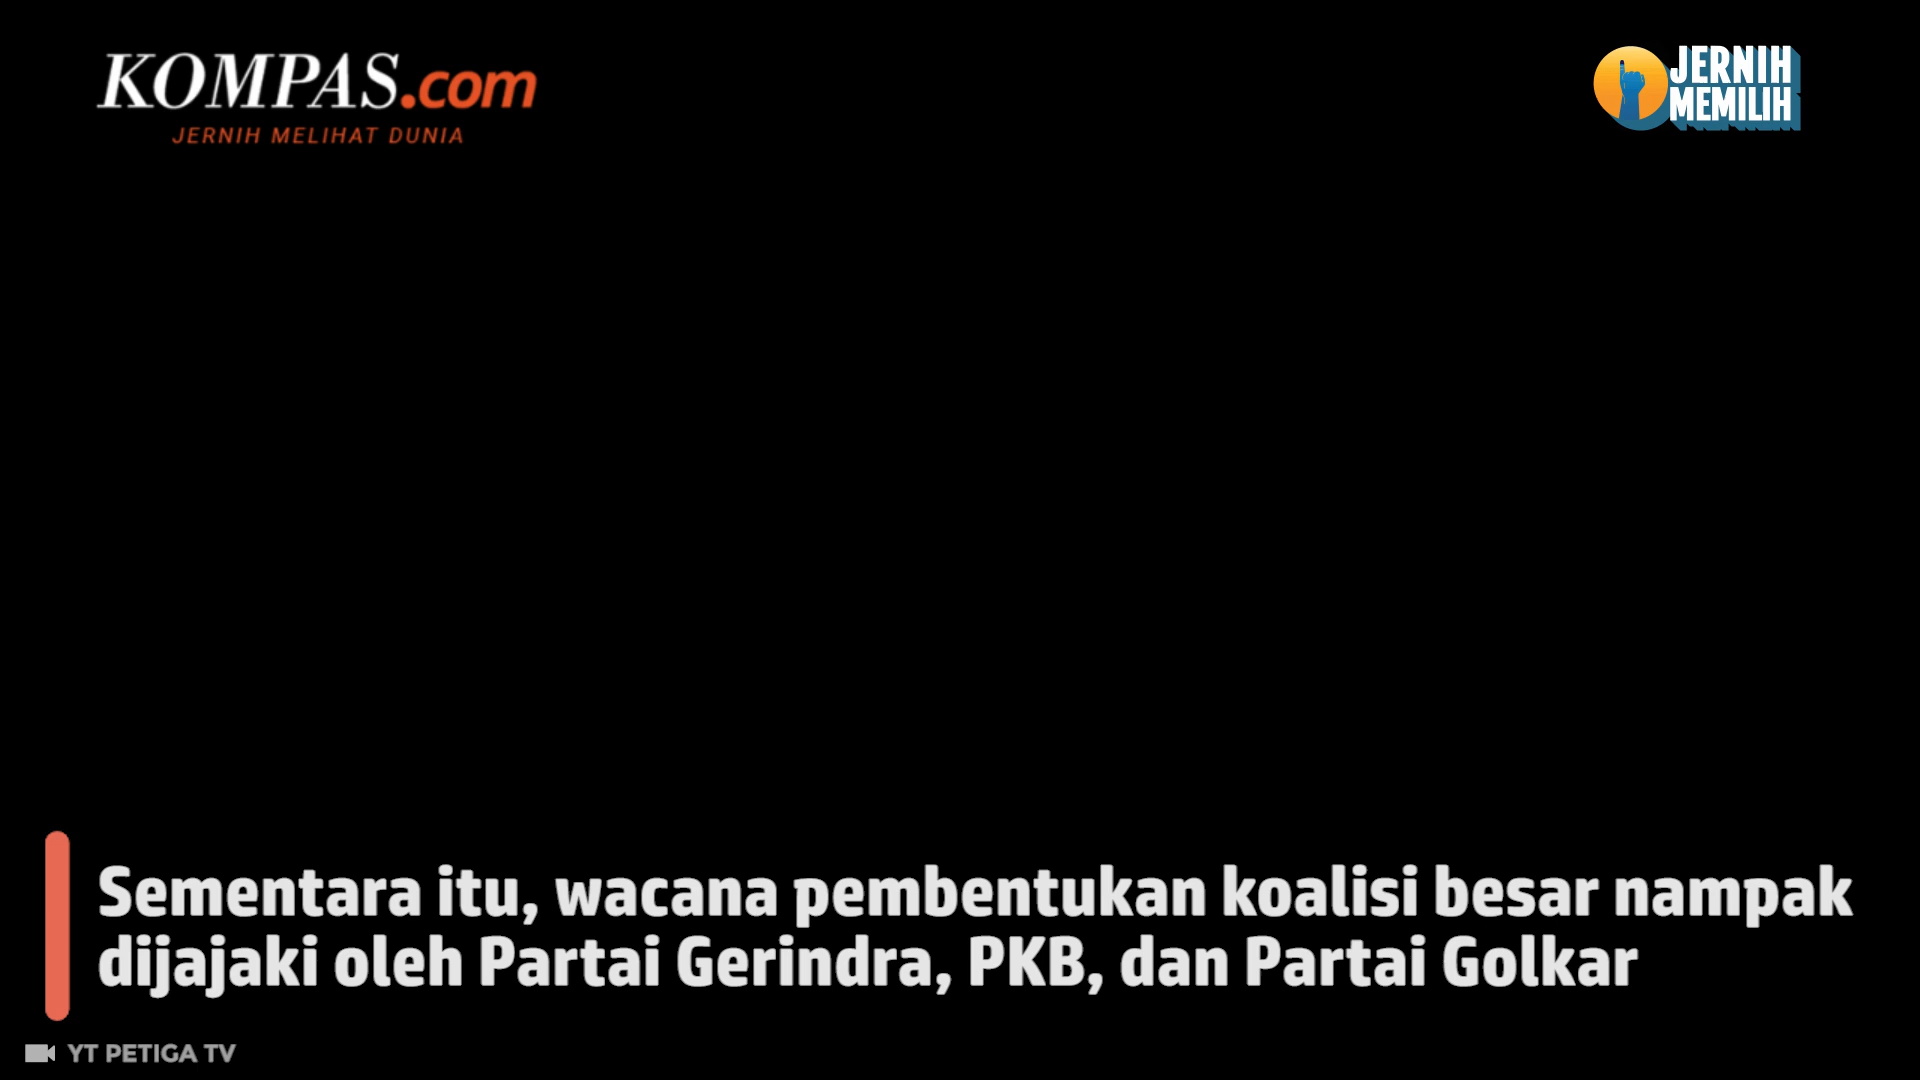 KOMPAS.com
JERNIH MELIHAT DUNIA
JERNIH
MEMILIH
Sementara itu, wacana pembentukan koalisi besar nampak
dijajaki oleh Partai Gerindra, PKB, dan Partai Golkar
YT PETIGA TV